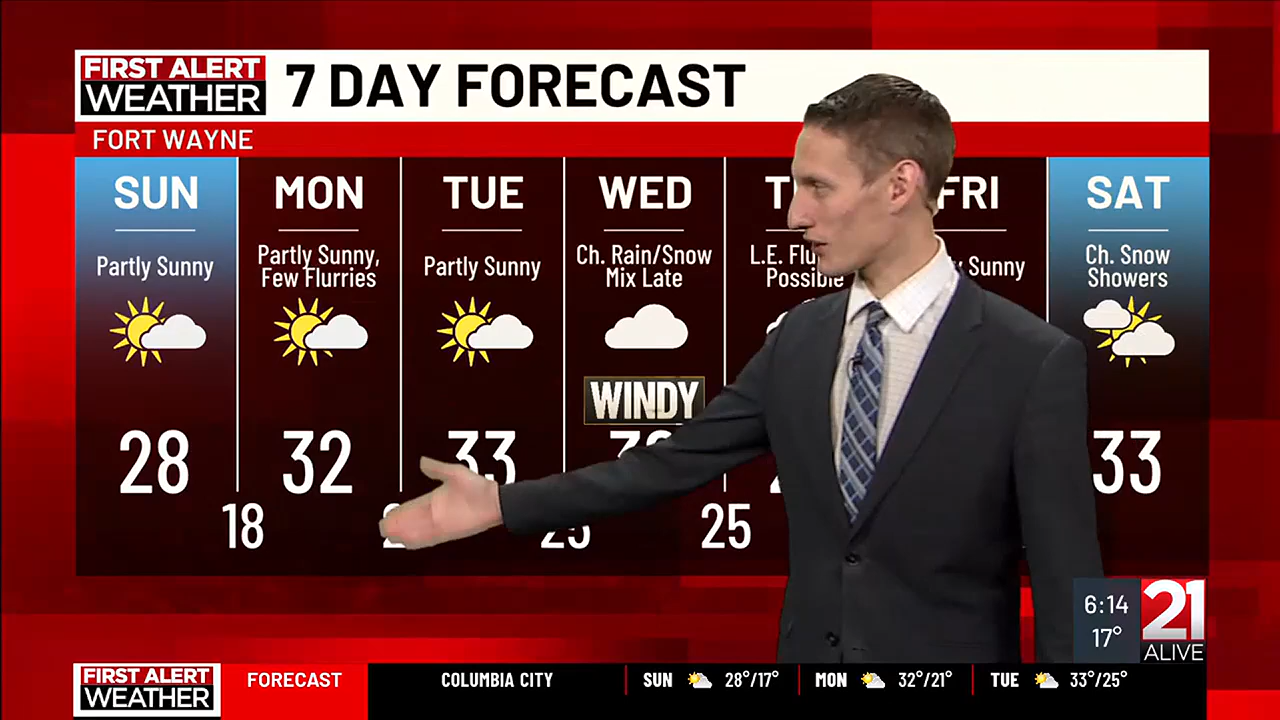 FIRST ALERT
WEATHER
7 DAY FORECAST
FORT WAYNE
SUN
MON
TUE
WED
FRI
SAT
Partly Sunny
Partly Sunny,
Few Flurries
Partly Sunny
Ch. Rain/Snow
Mix Late
L.E.
Possible
Sunny
Ch. Snow
Showers
WINDY
28
32
33
33
18
25
25
6:14
17°
21
ALIVE
FIRST ALERT
WEATHER
FORECAST
COLUMBIA CITY
SUN 28°/17°
MON 32°/21°
TUE 33°/25°